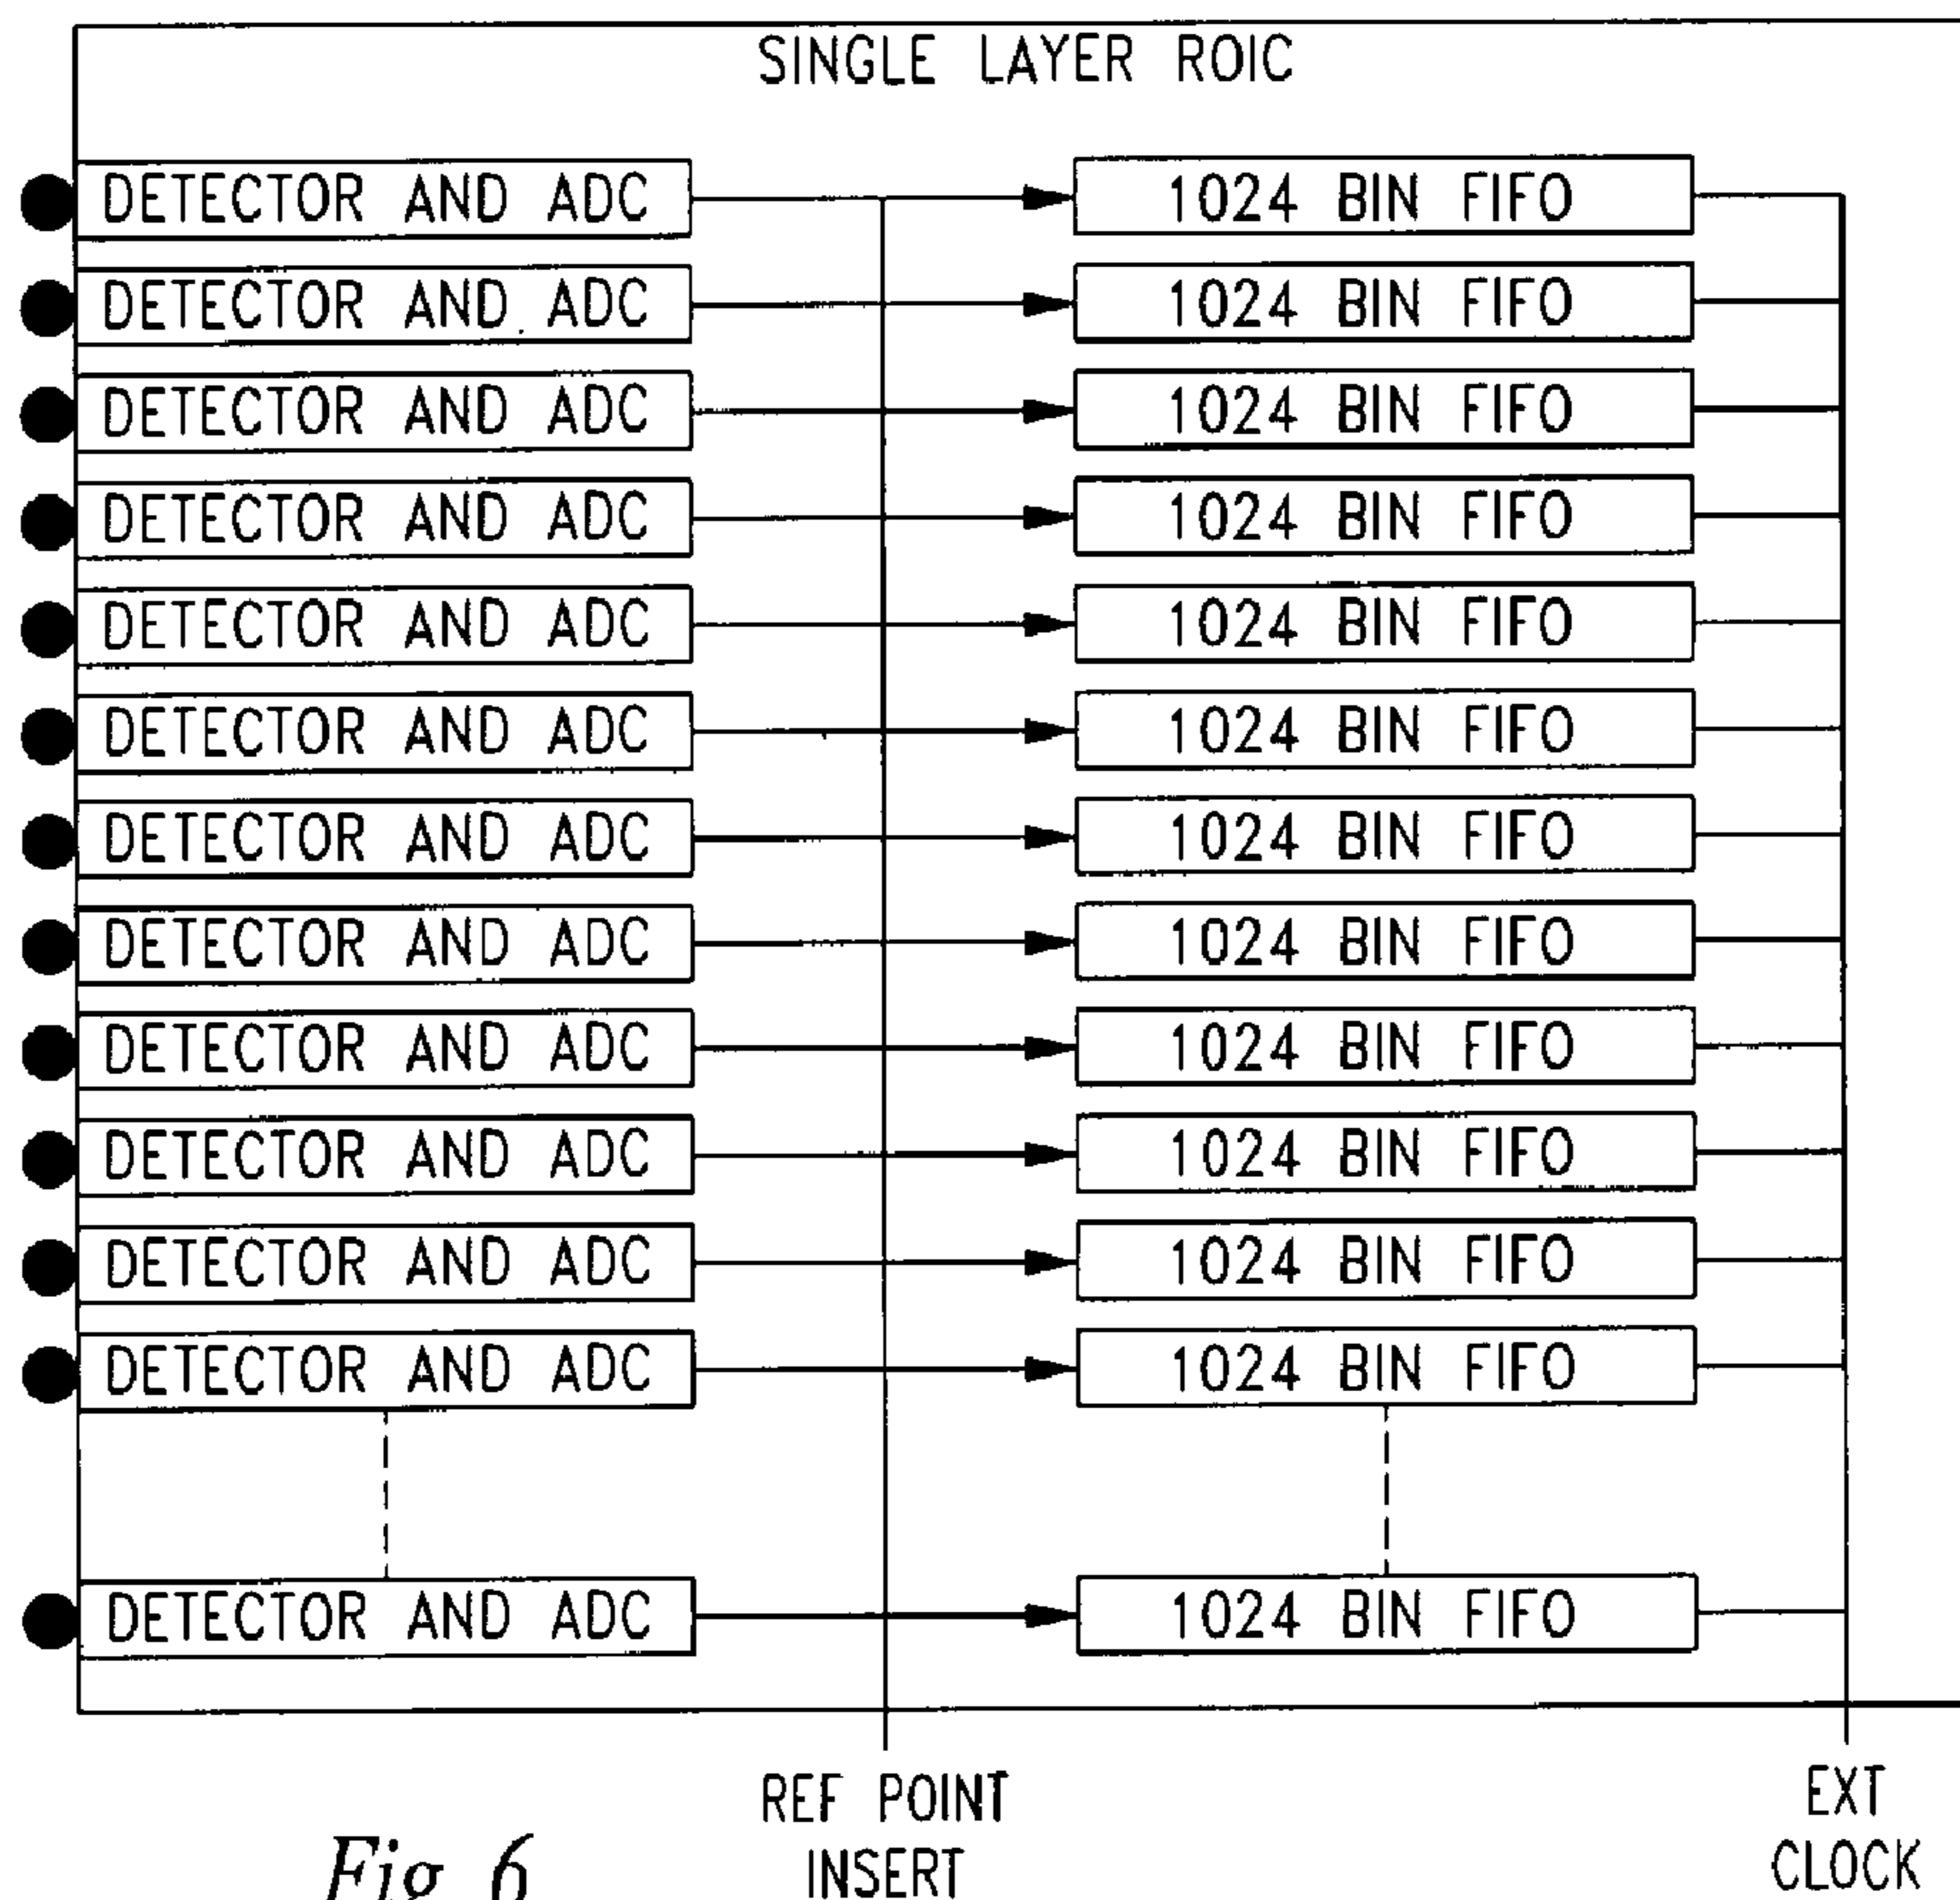 SINGLE LAYER ROIC
DETECTOR AND ADC 1024 BIN FIFO
DETECTOR AND ADC 1024 BIN FIFO
DETECTOR AND ADC 1024 BIN FIFO
DETECTOR AND ADC 1024 BIN FIFO
DETECTOR AND ADC 1024 BIN FIFO
DETECTOR AND ADC 1024 BIN FIFO
DETECTOR AND ADC 1024 BIN FIFO
DETECTOR AND ADC 1024 BIN FIFO
DETECTOR AND ADC 1024 BIN FIFO
DETECTOR AND ADC 1024 BIN FIFO
DETECTOR AND ADC 1024 BIN FIFO
DETECTOR AND ADC 1024 BIN FIFO
DETECTOR AND ADC 1024 BIN FIFO
REF POINT
INSERT
EXT
CLOCK
Fig 6